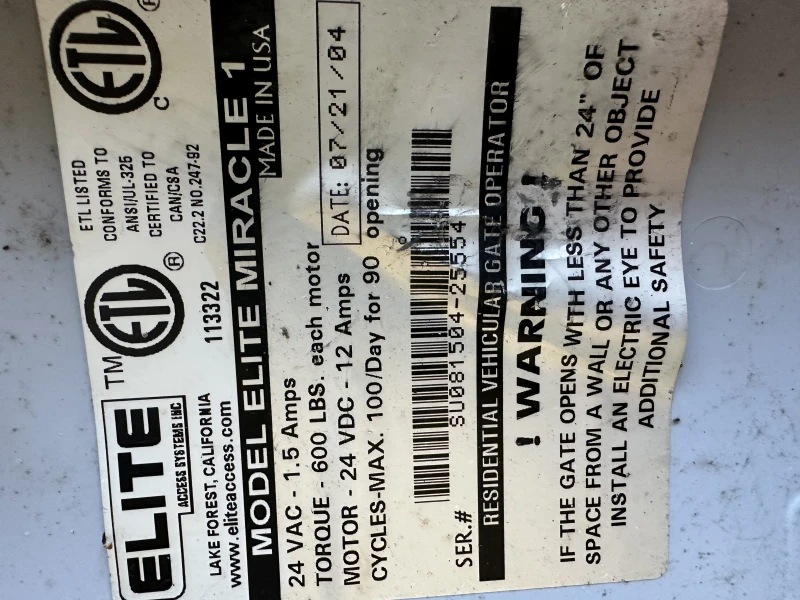 ELITE TM
ACCESS SYSTEMS INC
LAKE FOREST, CALIFORNIA
www.eliteaccess.com
ETL ®
113322
ETL LISTED
CONFORMS TO
ANSI/UL-325
CERTIFIED TO
CAN/CSA
C22.2 NO.247-92
ETL ®
C
MODEL ELITE MIRACLE 1
MADE IN USA
24 VAC - 1.5 Amps
TORQUE - 600 LBS. each motor
MOTOR - 24 VDC - 12 Amps
CYCLES-MAX. 100/Day for 90 opening
DATE: 07/21/04
SER.# SU081504-25554
RESIDENTIAL VEHICULAR GATE OPERATOR
! WARNING !
IF THE GATE OPENS WITH LESS THAN 24" OF
SPACE FROM A WALL OR ANY OTHER OBJECT
INSTALL AN ELECTRIC EYE TO PROVIDE
ADDITIONAL SAFETY